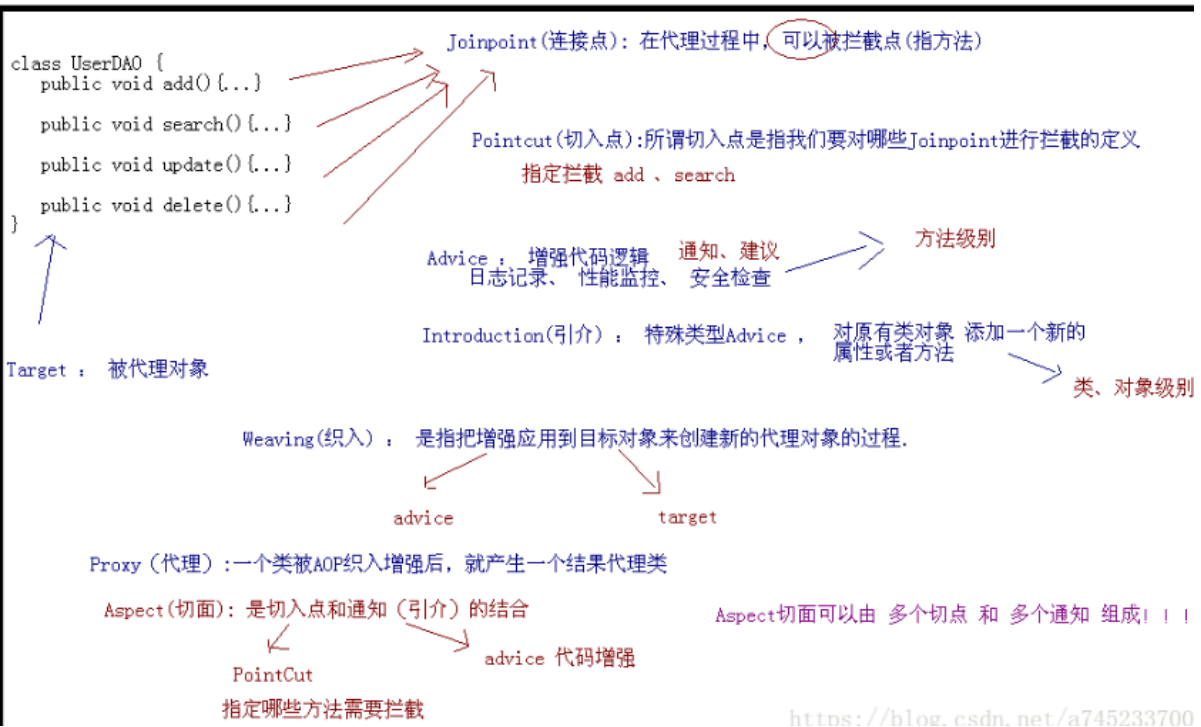 Joinpoint(连接点): 在代理过程中, 可以被拦截点(指方法)
class UserDAO {
public void add(){...}
public void search(){...}
public void update(){...}
public void delete(){...}
}
Pointcut(切入点):所谓切入点是指我们要对哪些Joinpoint进行拦截的定义
指定拦截 add 、search
Advice : 增强代码逻辑 通知、建议
日志记录、 性能监控、 安全检查
方法级别
Introduction(引介) : 特殊类型Advice , 对原有类对象 添加一个新的
属性或者方法
类、对象级别
Target : 被代理对象
Weaving(织入) : 是指把增强应用到目标对象来创建新的代理对象的过程.
advice
target
Proxy (代理) :一个类被AOP织入增强后, 就产生一个结果代理类
Aspect(切面): 是切入点和通知 (引介) 的结合
Aspect切面可以由 多个切点 和 多个通知 组成! ! !
advice 代码增强
PointCut
指定哪些方法需要拦截
https://blog.csdn.net/a745233700